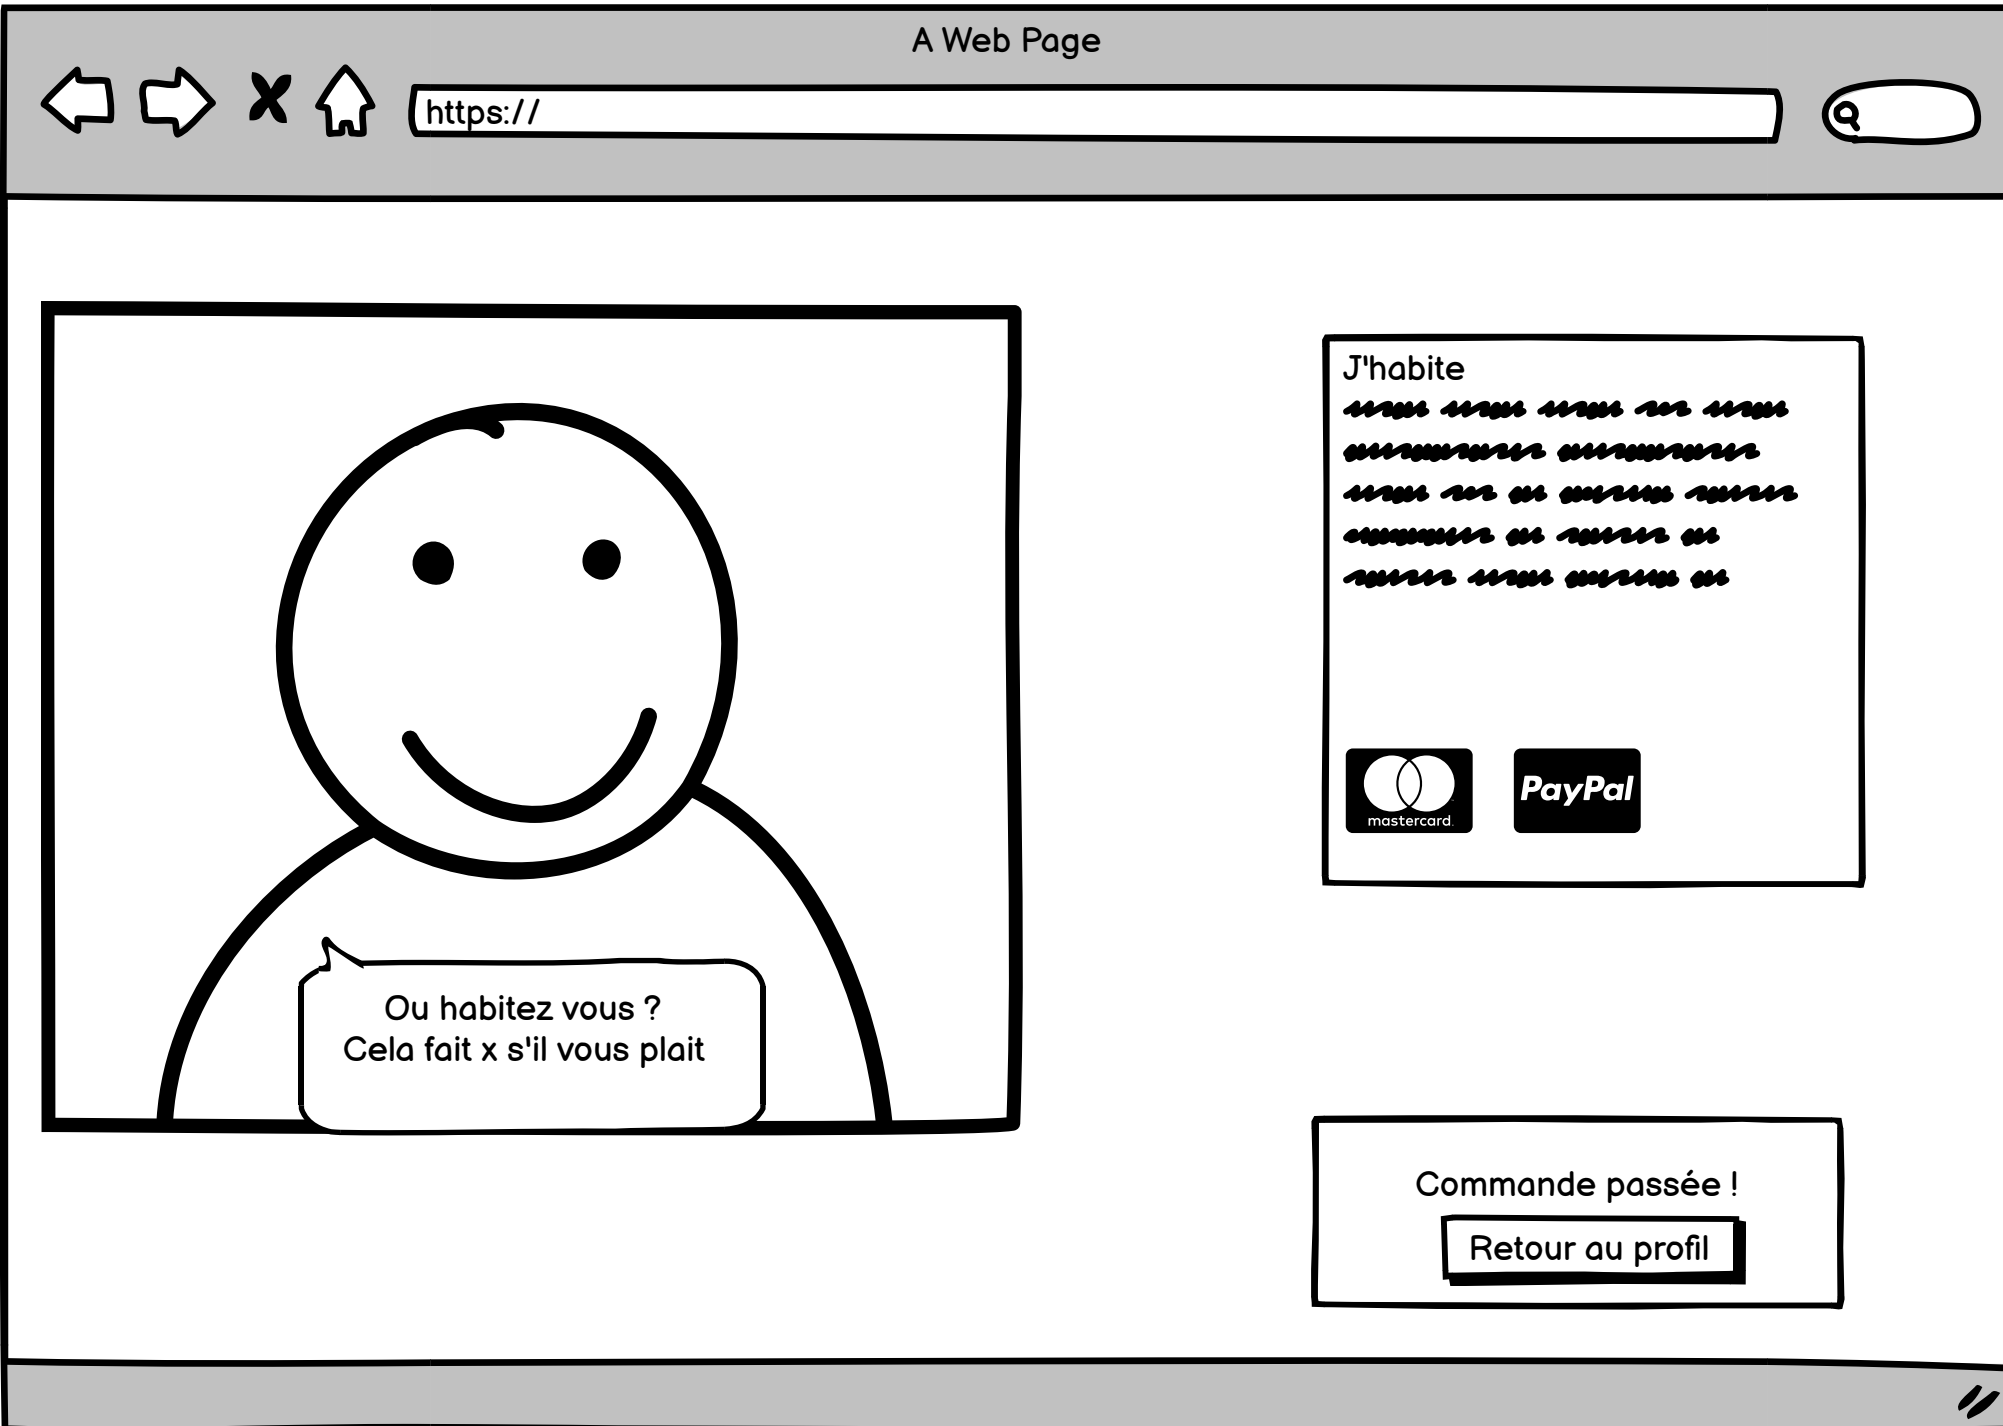 A Web Page
https://
J'habite
mastercard.
PayPal
Ou habitez vous ?
Cela fait x s'il vous plait
Commande passée !
Retour au profil